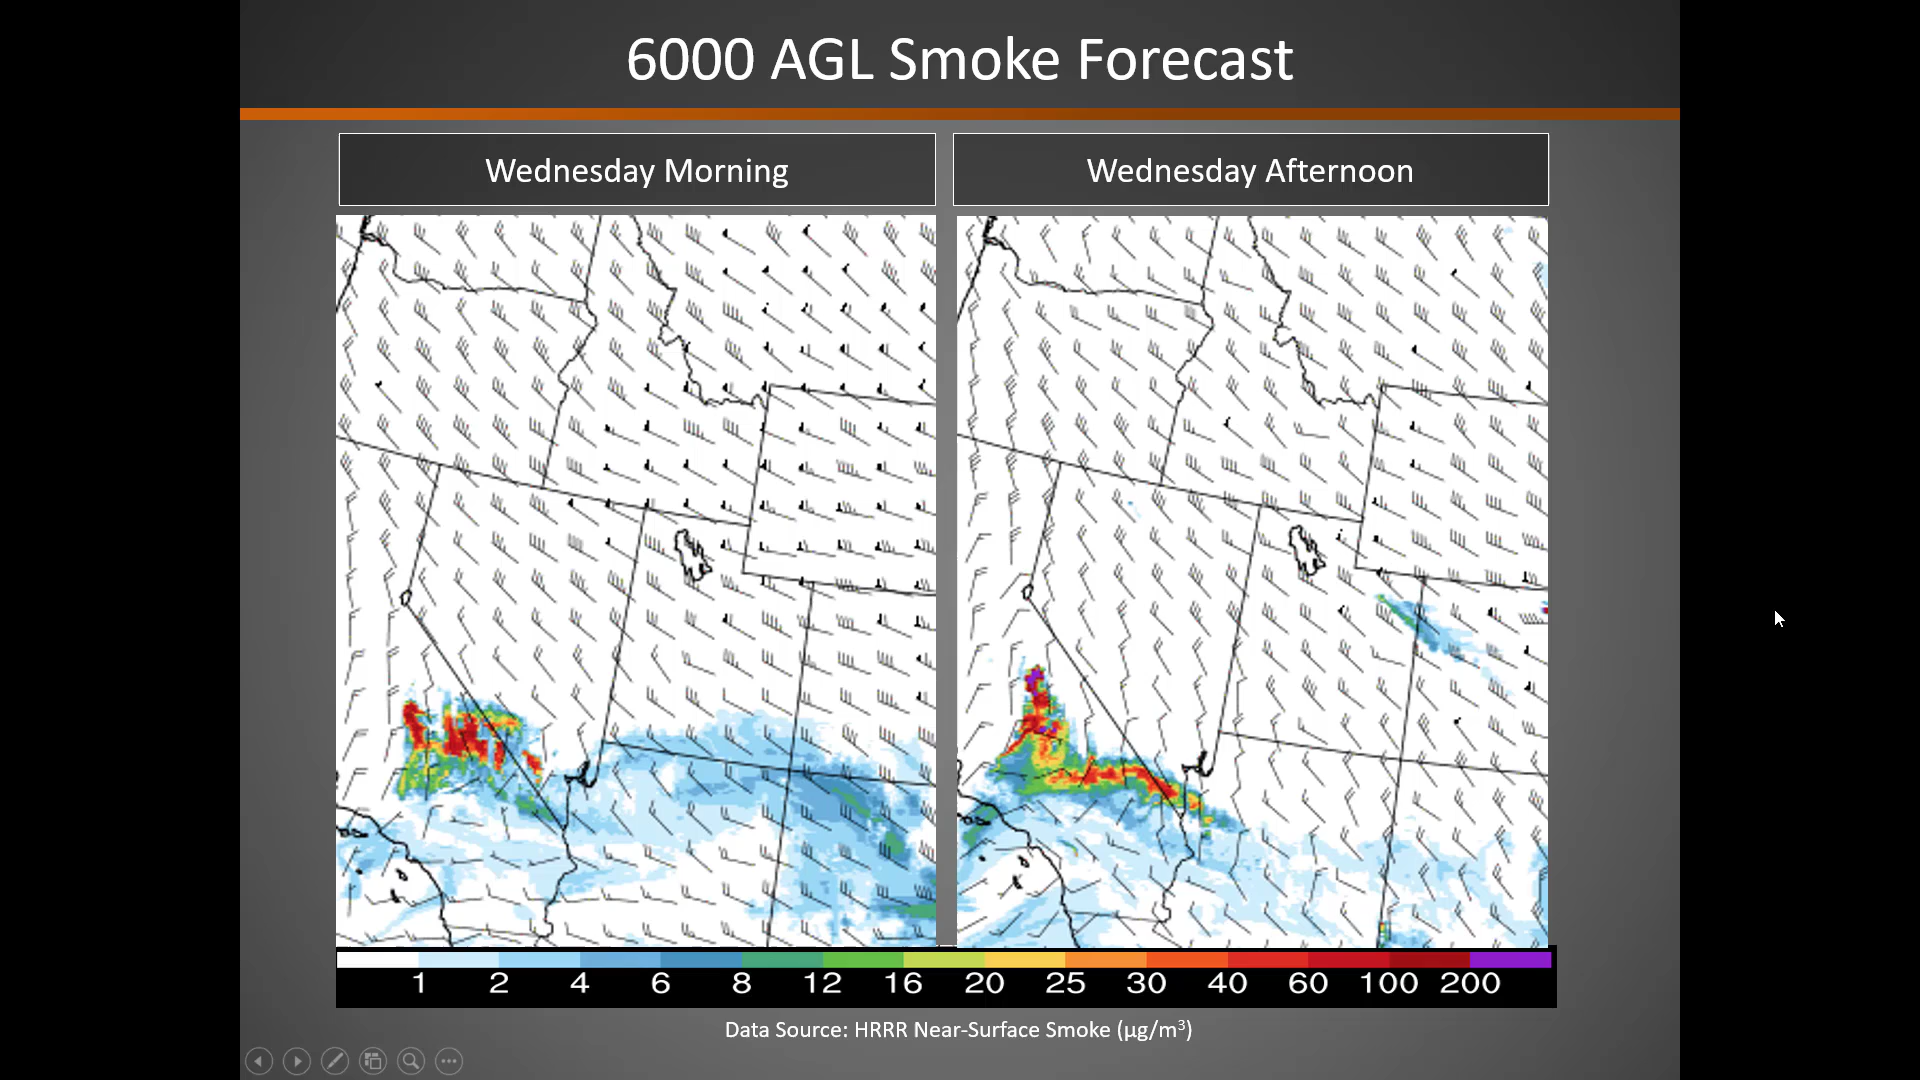 6000 AGL Smoke Forecast
Wednesday Morning
Wednesday Afternoon
1 2 4 6 8 12 16 20 25 30 40 60 100 200
Data Source: HRRR Near-Surface Smoke (µg/m³)